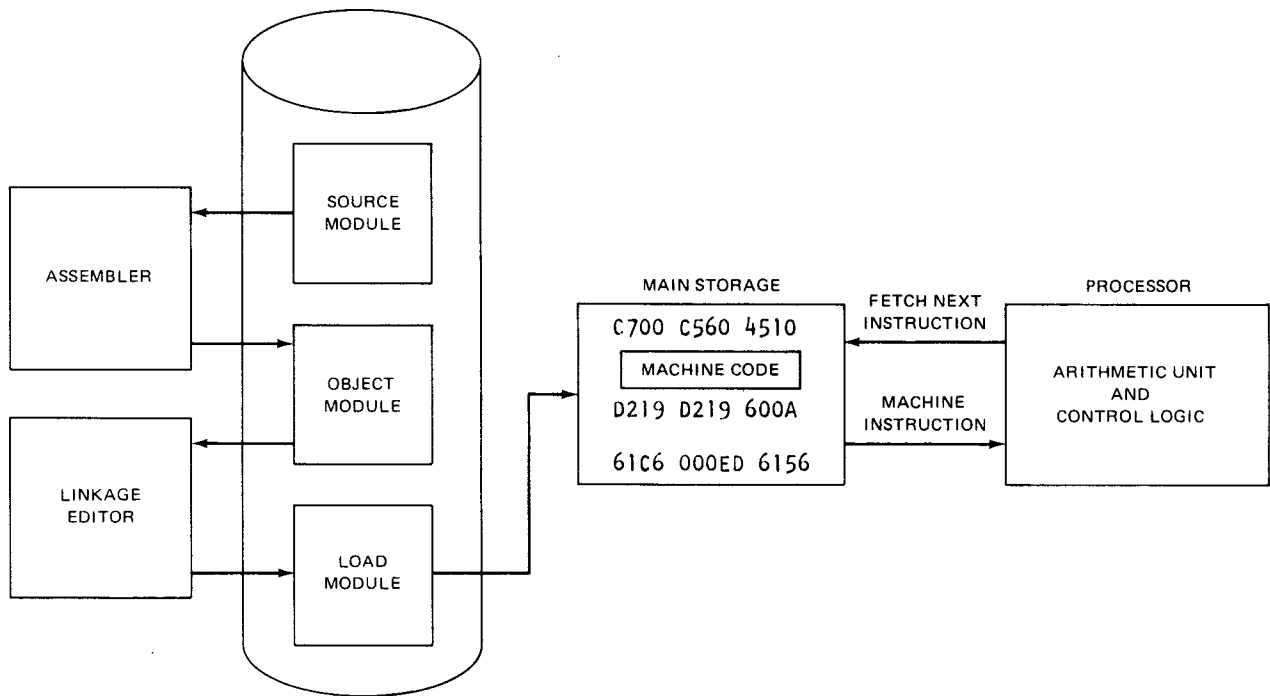 SOURCE
MODULE
ASSEMBLER
OBJECT
MODULE
LINKAGE
EDITOR
LOAD
MODULE
MAIN STORAGE
C700 C560 4510
MACHINE CODE
D219 D219 600A
61C6 000ED 6156
FETCH NEXT
INSTRUCTION
MACHINE
INSTRUCTION
PROCESSOR
ARITHMETIC UNIT
AND
CONTROL LOGIC